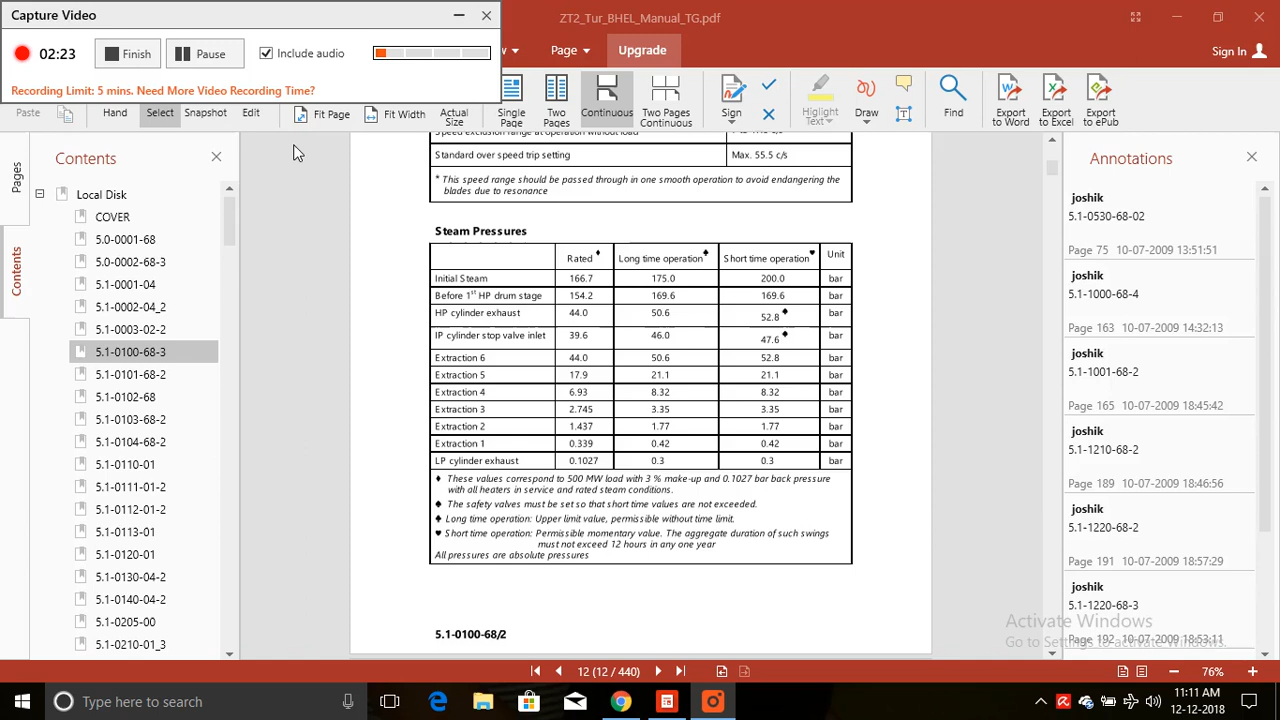 Capture Video
02:23
Finish
Pause
Include audio
Recording Limit: 5 mins. Need More Video Recording Time?
ZT2_Tur_BHEL_Manual_TG.pdf
Page
Upgrade
Sign In
Paste
Hand
Select
Snapshot
Edit
Fit Page
Fit Width
Actual Size
Single Page
Two Pages
Continuous
Two Pages Continuous
Sign
Highlight Text
Draw
Find
Export to Word
Export to Excel
Export to ePub
Pages
Contents
Contents
Local Disk
COVER
5.0-0001-68
5.0-0002-68-3
5.1-0001-04
5.1-0002-04_2
5.1-0003-02-2
5.1-0100-68-3
5.1-0101-68-2
5.1-0102-68
5.1-0103-68-2
5.1-0104-68-2
5.1-0110-01
5.1-0111-01-2
5.1-0112-01-2
5.1-0113-01
5.1-0120-01
5.1-0130-04-2
5.1-0140-04-2
5.1-0205-00
5.1-0210-01_3
Speed exclusion range at operation without load
Standard over speed trip setting Max. 55.5 c/s
* This speed range should be passed through in one smooth operation to avoid endangering the
blades due to resonance
Steam Pressures
Rated ♦ Long time operation ♠ Short time operation ♥ Unit
Initial Steam 166.7 175.0 200.0 bar
Before 1st HP drum stage 154.2 169.6 169.6 bar
HP cylinder exhaust 44.0 50.6 52.8 ♦ bar
IP cylinder stop valve inlet 39.6 46.0 47.6 ♦ bar
Extraction 6 44.0 50.6 52.8 bar
Extraction 5 17.9 21.1 21.1 bar
Extraction 4 6.93 8.32 8.32 bar
Extraction 3 2.745 3.35 3.35 bar
Extraction 2 1.437 1.77 1.77 bar
Extraction 1 0.339 0.42 0.42 bar
LP cylinder exhaust 0.1027 0.3 0.3 bar
♦ These values correspond to 500 MW load with 3 % make-up and 0.1027 bar back pressure
with all heaters in service and rated steam conditions.
♦ The safety valves must be set so that short time values are not exceeded.
♠ Long time operation: Upper limit value, permissible without time limit.
♥ Short time operation: Permissible momentary value. The aggregate duration of such swings
must not exceed 12 hours in any one year
All pressures are absolute pressures
5.1-0100-68/2
Annotations
joshik
5.1-0530-68-02
Page 75 10-07-2009 13:51:51
joshik
5.1-1000-68-4
Page 163 10-07-2009 14:32:13
joshik
5.1-1001-68-2
Page 165 10-07-2009 18:45:42
joshik
5.1-1210-68-2
Page 189 10-07-2009 18:46:56
joshik
5.1-1220-68-2
Page 191 10-07-2009 18:57:29
joshik
5.1-1220-68-3
Page 192 10-07-2009 18:53:11
Activate Windows
Go to Settings to activate Windows.
12 (12 / 440)
76%
Type here to search
11:11 AM
12-12-2018